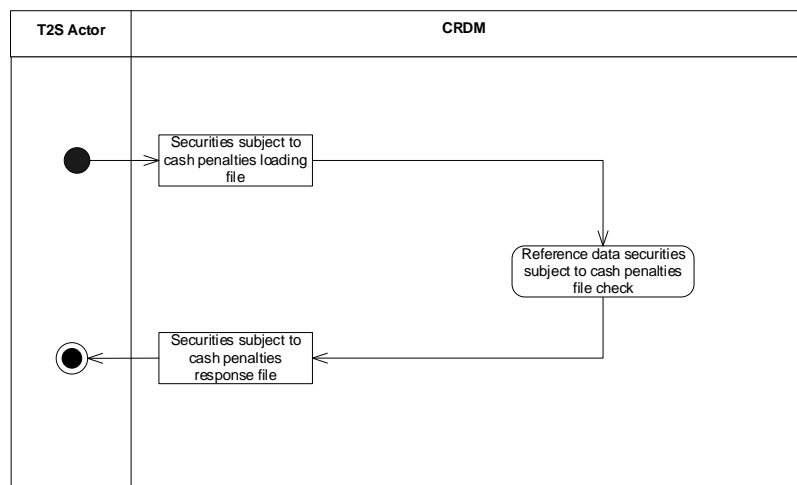 T2S Actor
CRDM
Securities subject to
cash penalties loading
file
Reference data securities
subject to cash penalties
file check
Securities subject to
cash penalties
response file